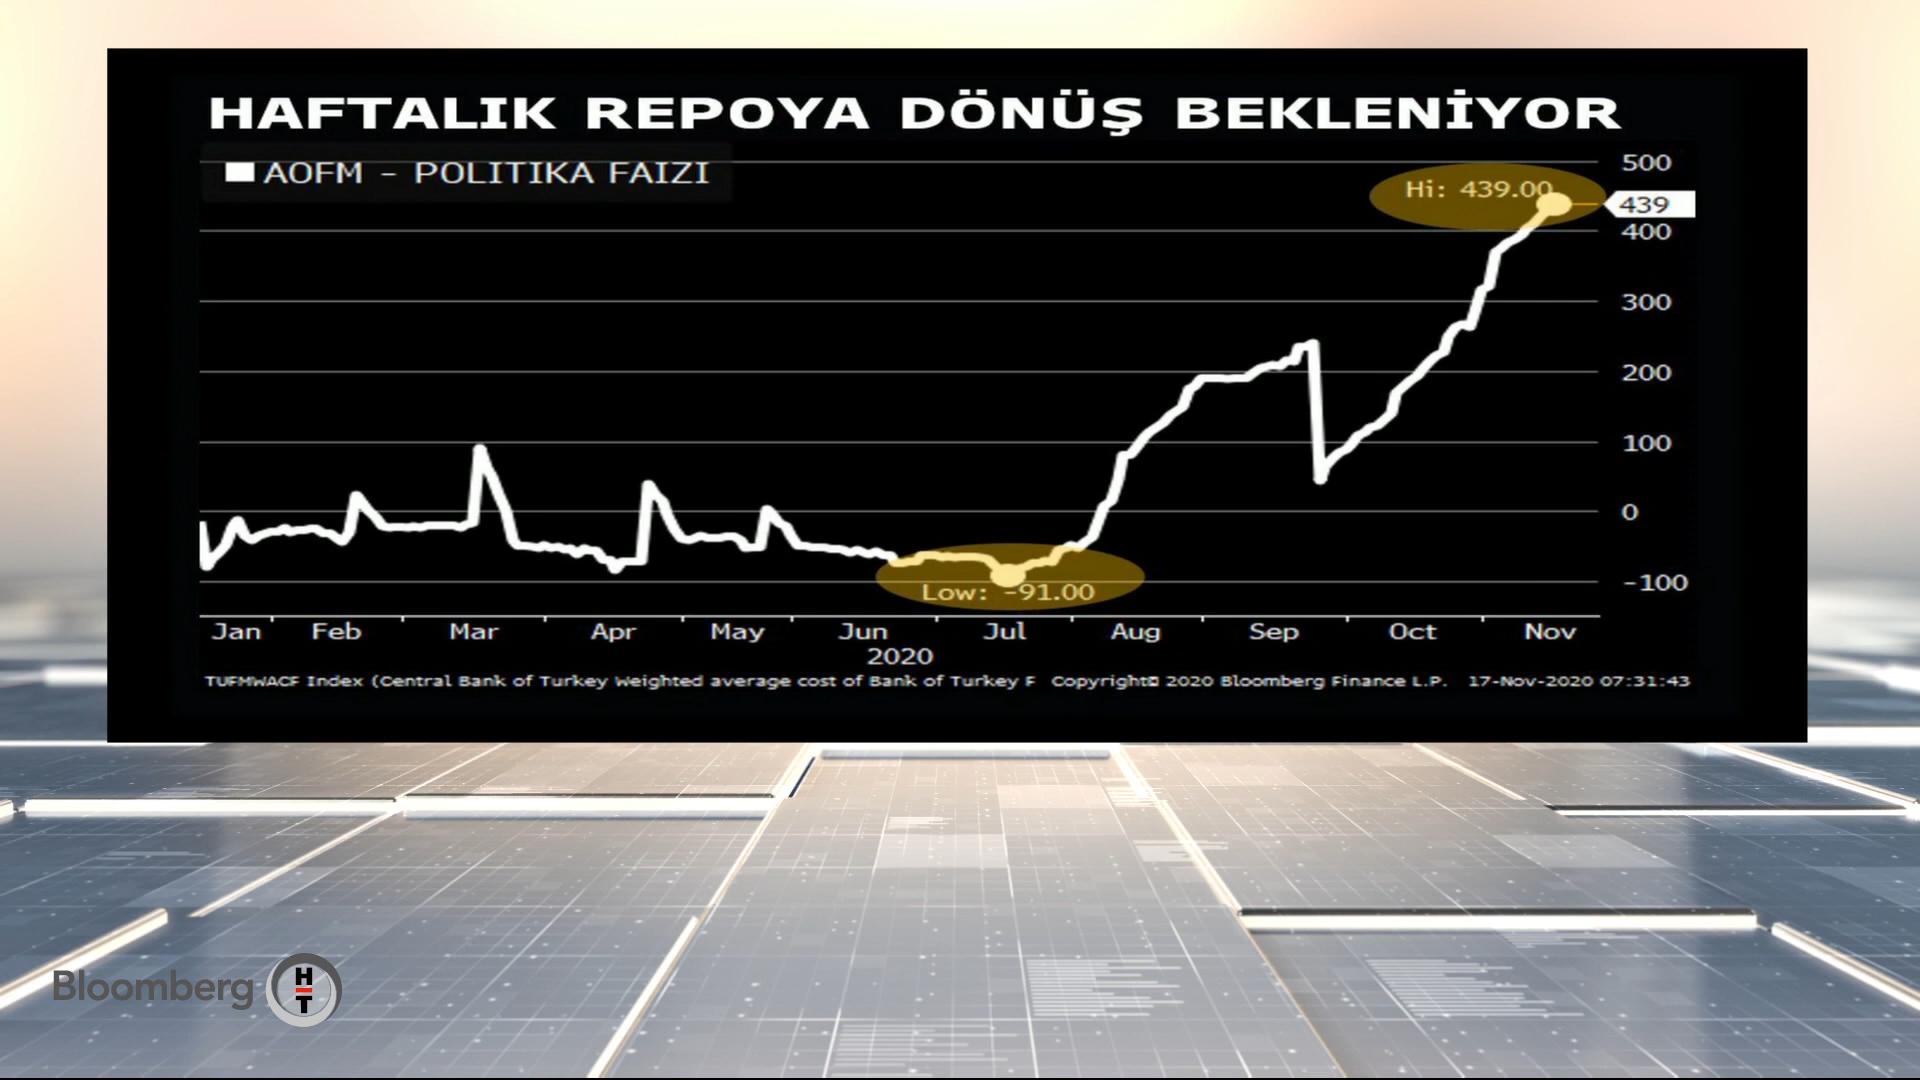 HAFTALIK REPOYA DÖNÜŞ BEKLENİYOR
AOFM - POLITIKA FAIZI
500
Hi: 439.00
439
400
300
200
100
0
-100
Low: -91.00
Jan Feb Mar Apr May Jun Jul Aug Sep Oct Nov
2020
TUFMWACF Index (Central Bank of Turkey Weighted average cost of Bank of Turkey F Copyright© 2020 Bloomberg Finance L.P. 17-Nov-2020 07:31:43
Bloomberg HT